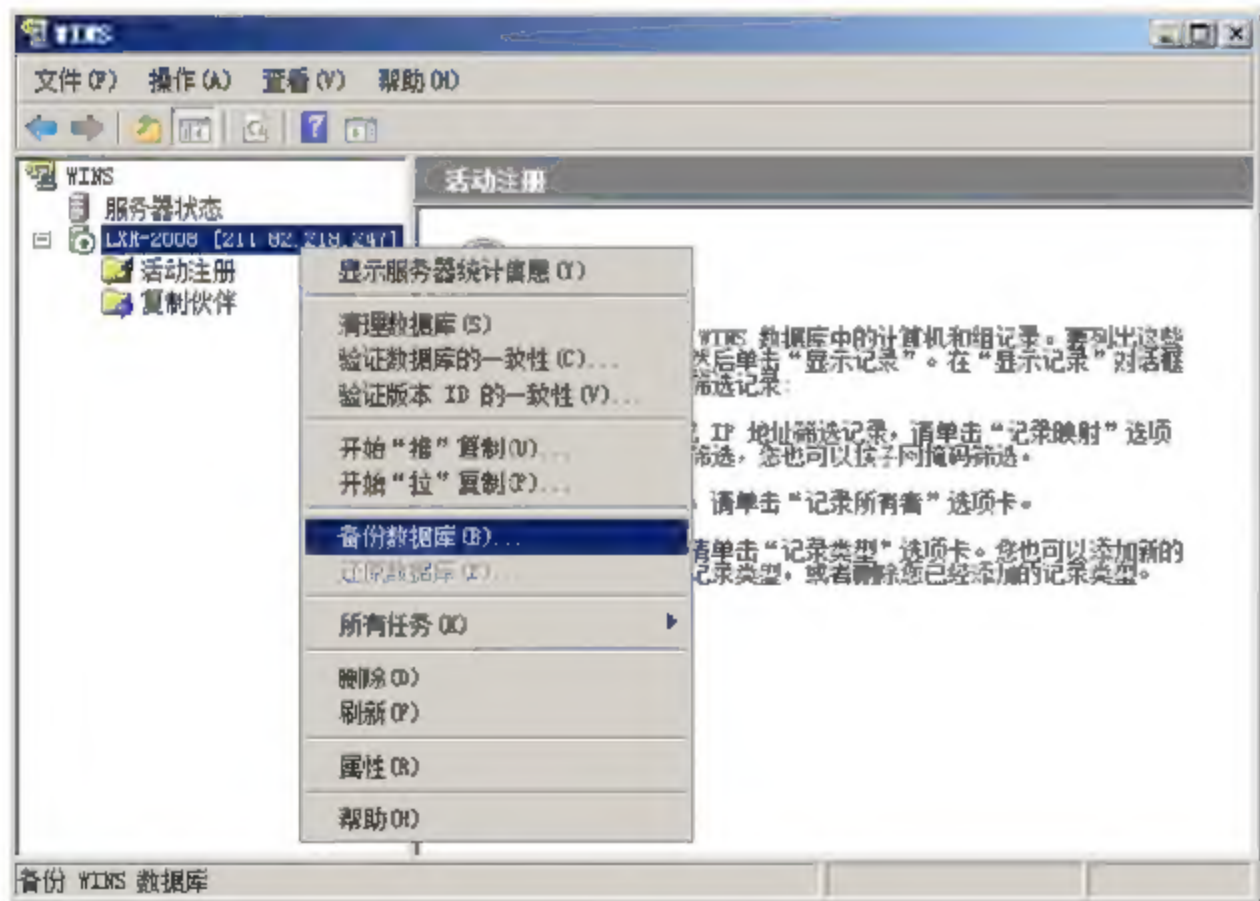 WINS
文件(F) 操作(A) 查看(V) 帮助(H)
WINS
服务器状态
LXR-2008 [211.82.219.247]
活动注册
复制伙伴
活动注册
显示服务器统计信息(Y)
清理数据库(S)
验证数据库的一致性(C)...
验证版本 ID 的一致性(V)...
开始“推”复制(U)...
开始“拉”复制(P)...
备份数据库(B)...
还原数据库(E)...
所有任务(K)
删除(D)
刷新(F)
属性(R)
帮助(H)
WINS 数据库中的计算机和组记录。要列出这些
然后单击“显示记录”。在“显示记录”对话框
筛选记录:
IP 地址筛选记录,请单击“记录映射”选项
筛选,您也可以按子网掩码筛选。
,请单击“记录所有者”选项卡。
请单击“记录类型”选项卡。您也可以添加新的
记录类型,或者删除您已经添加的记录类型。
备份 WINS 数据库